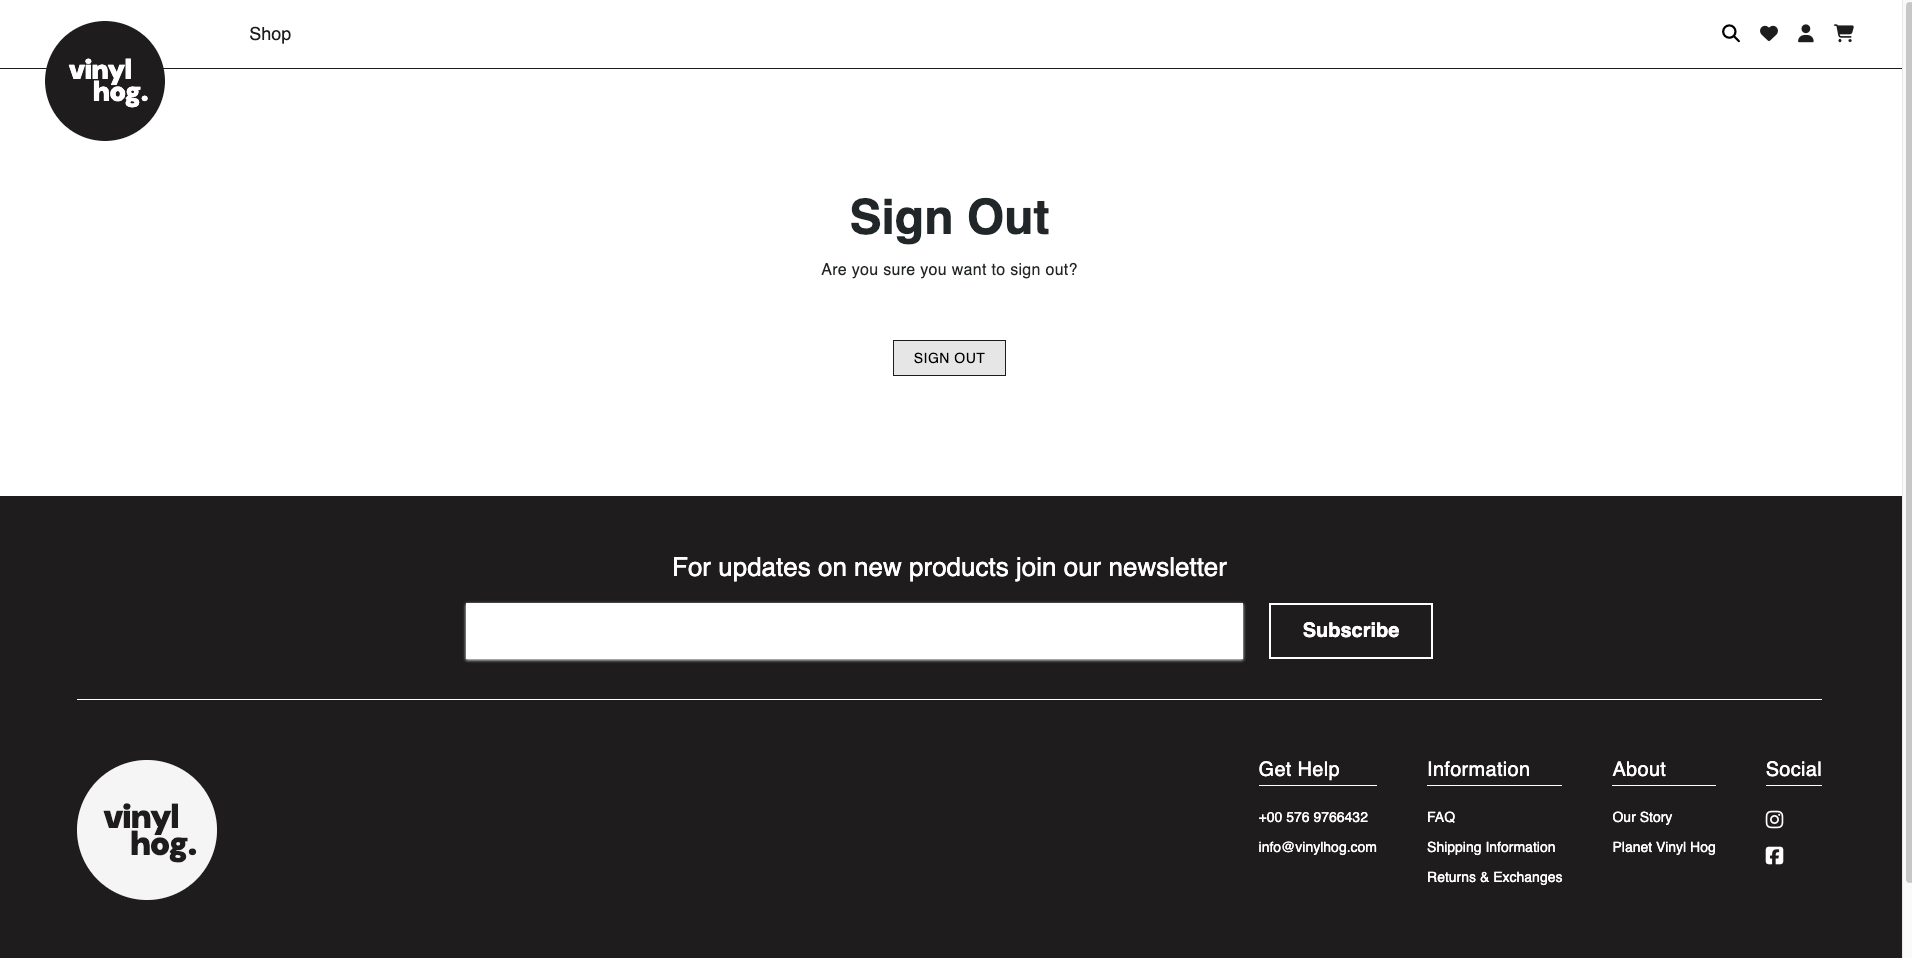 vinyl
hog.
Shop
Sign Out
Are you sure you want to sign out?
SIGN OUT
For updates on new products join our newsletter
Subscribe
vinyl
hog.
Get Help
+00 576 9766432
info@vinylhog.com
Information
FAQ
Shipping Information
Returns & Exchanges
About
Our Story
Planet Vinyl Hog
Social